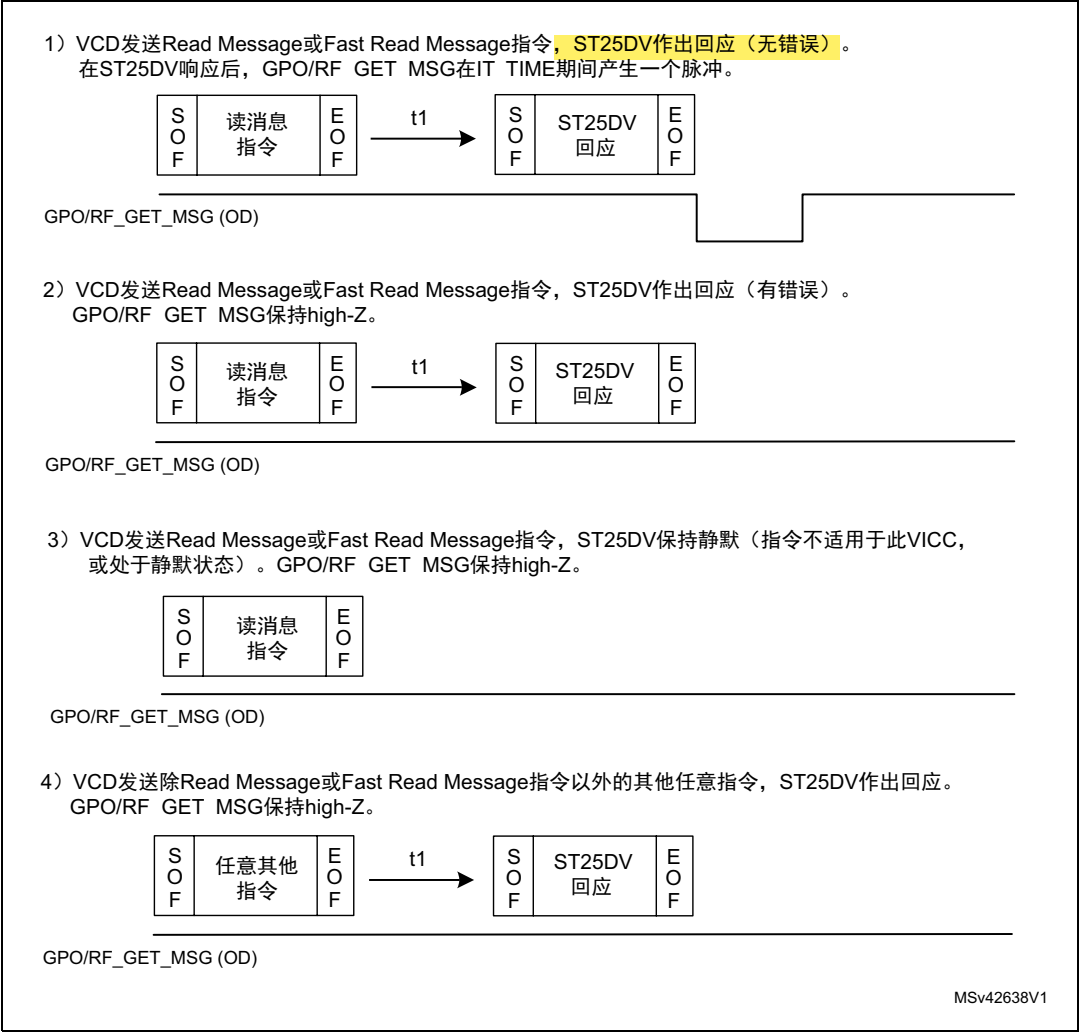 1）VCD发送Read Message或Fast Read Message指令，ST25DV作出回应（无错误）。
在ST25DV响应后，GPO/RF GET MSG在IT TIME期间产生一个脉冲。
SOF
读消息
指令
EOF
t1
SOF
ST25DV
回应
EOF
GPO/RF_GET_MSG (OD)
2）VCD发送Read Message或Fast Read Message指令，ST25DV作出回应（有错误）。
GPO/RF GET MSG保持high-Z。
SOF
读消息
指令
EOF
t1
SOF
ST25DV
回应
EOF
GPO/RF_GET_MSG (OD)
3）VCD发送Read Message或Fast Read Message指令，ST25DV保持静默（指令不适用于此VICC，
或处于静默状态）。GPO/RF GET MSG保持high-Z。
SOF
读消息
指令
EOF
GPO/RF_GET_MSG (OD)
4）VCD发送除Read Message或Fast Read Message指令以外的其他任意指令，ST25DV作出回应。
GPO/RF GET MSG保持high-Z。
SOF
任意其他
指令
EOF
t1
SOF
ST25DV
回应
EOF
GPO/RF_GET_MSG (OD)
MSv42638V1